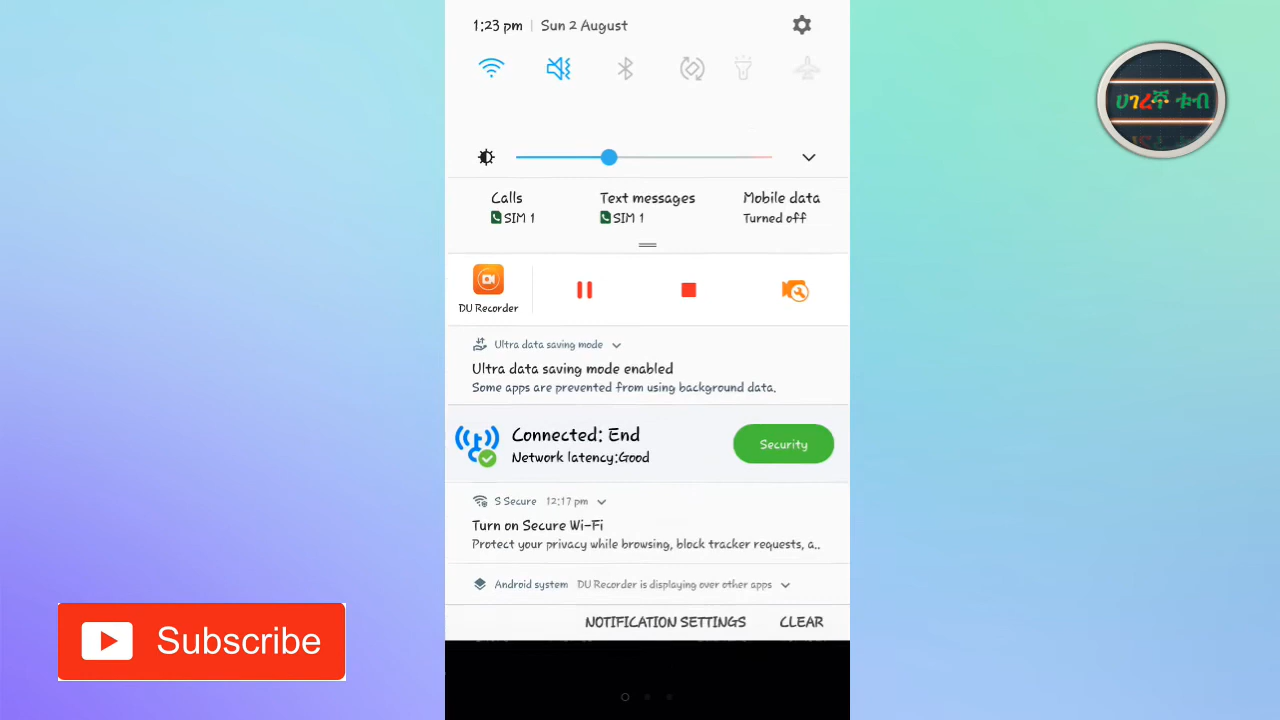 1:23 pm | Sun 2 August
ሀገረኛ ቱብ
Calls
SIM 1
Text messages
SIM 1
Mobile data
Turned off
DU Recorder
Ultra data saving mode
Ultra data saving mode enabled
Some apps are prevented from using background data.
Connected: End
Network latency:Good
Security
S Secure 12:17 pm
Turn on Secure Wi-Fi
Protect your privacy while browsing, block tracker requests, a..
Android system DU Recorder is displaying over other apps
NOTIFICATION SETTINGS CLEAR
Subscribe